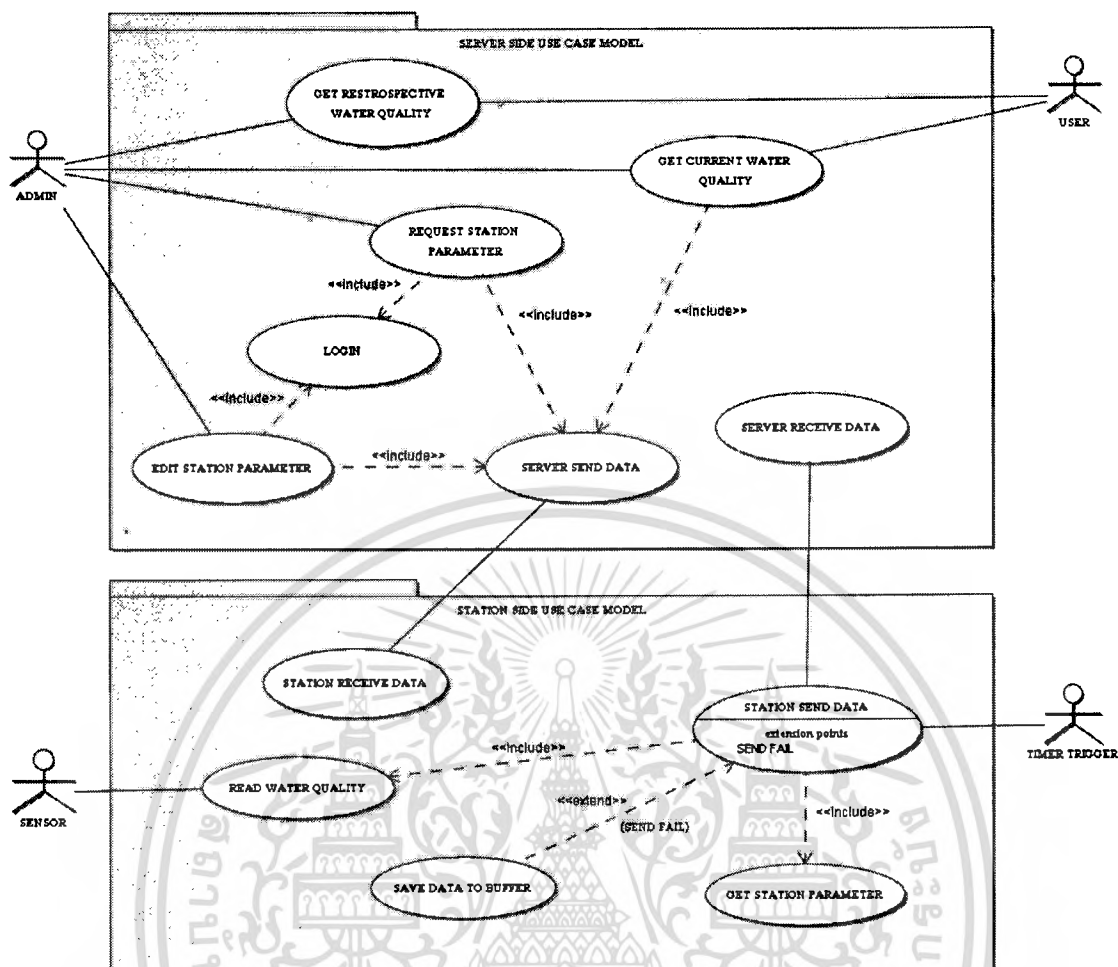 SERVER SIDE USE CASE MODEL
GET RESTROSPECTIVE
WATER QUALITY
USER
ADMIN
GET CURRENT WATER
QUALITY
REQUEST STATION
PARAMETER
<<include>>
<<include>>
<<include>>
LOGIN
<<include>>
SERVER RECEIVE DATA
EDIT STATION PARAMETER
<<include>>
SERVER SEND DATA
STATION SIDE USE CASE MODEL
STATION RECEIVE DATA
STATION SEND DATA
extension points
SEND FAIL
TIMER TRIGGER
<<include>>
READ WATER QUALITY
SENSOR
<<extend>>
(SEND FAIL)
<<include>>
SAVE DATA TO BUFFER
GET STATION PARAMETER